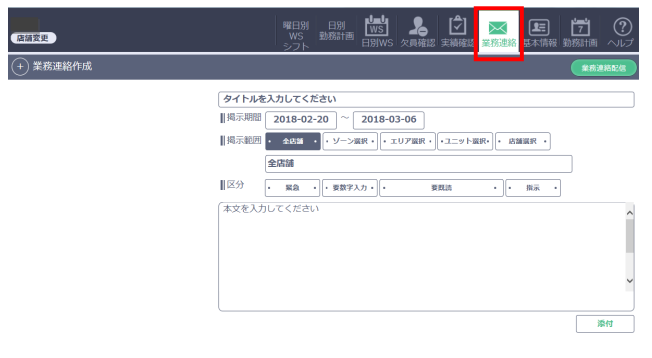 店舗変更
曜日別
WS
シフト
日別
勤務計画
WS
日別WS
欠員確認
実績確認
業務連絡
基本情報
7
勤務計画
?
ヘルプ
+ 業務連絡作成
業務連絡配信
タイトルを入力してください
掲示期間 2018-02-20 ～ 2018-03-06
掲示範囲 ・ 全店舗 ・ ・ ゾーン選択 ・ ・ エリア選択 ・ ・ユニット選択・ ・ 店舗選択 ・
全店舗
区分 ・ 緊急 ・ ・ 要数字入力 ・ ・ 要既読 ・ ・ 指示 ・
本文を入力してください
添付